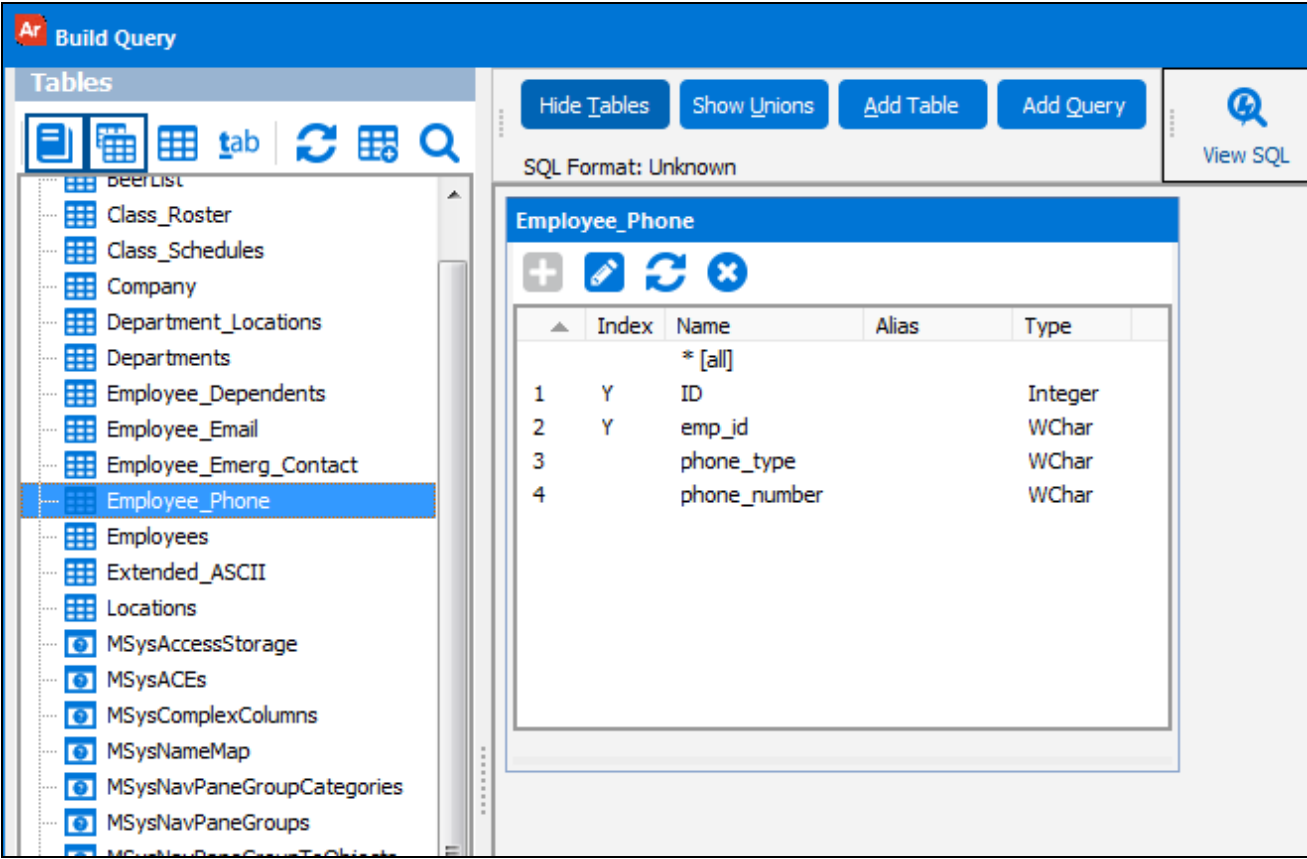 Ar Build Query
Tables
Hide Tables Show Unions Add Table Add Query
View SQL
tab
SQL Format: Unknown
BeerList
Class_Roster
Class_Schedules
Company
Department_Locations
Departments
Employee_Dependents
Employee_Email
Employee_Emerg_Contact
Employee_Phone
Employees
Extended_ASCII
Locations
MSysAccessStorage
MSysACEs
MSysComplexColumns
MSysNameMap
MSysNavPaneGroupCategories
MSysNavPaneGroups
MSysNavPaneGroupToObjects
Employee_Phone
Index Name Alias Type
* [all]
1 Y ID Integer
2 Y emp_id WChar
3 phone_type WChar
4 phone_number WChar